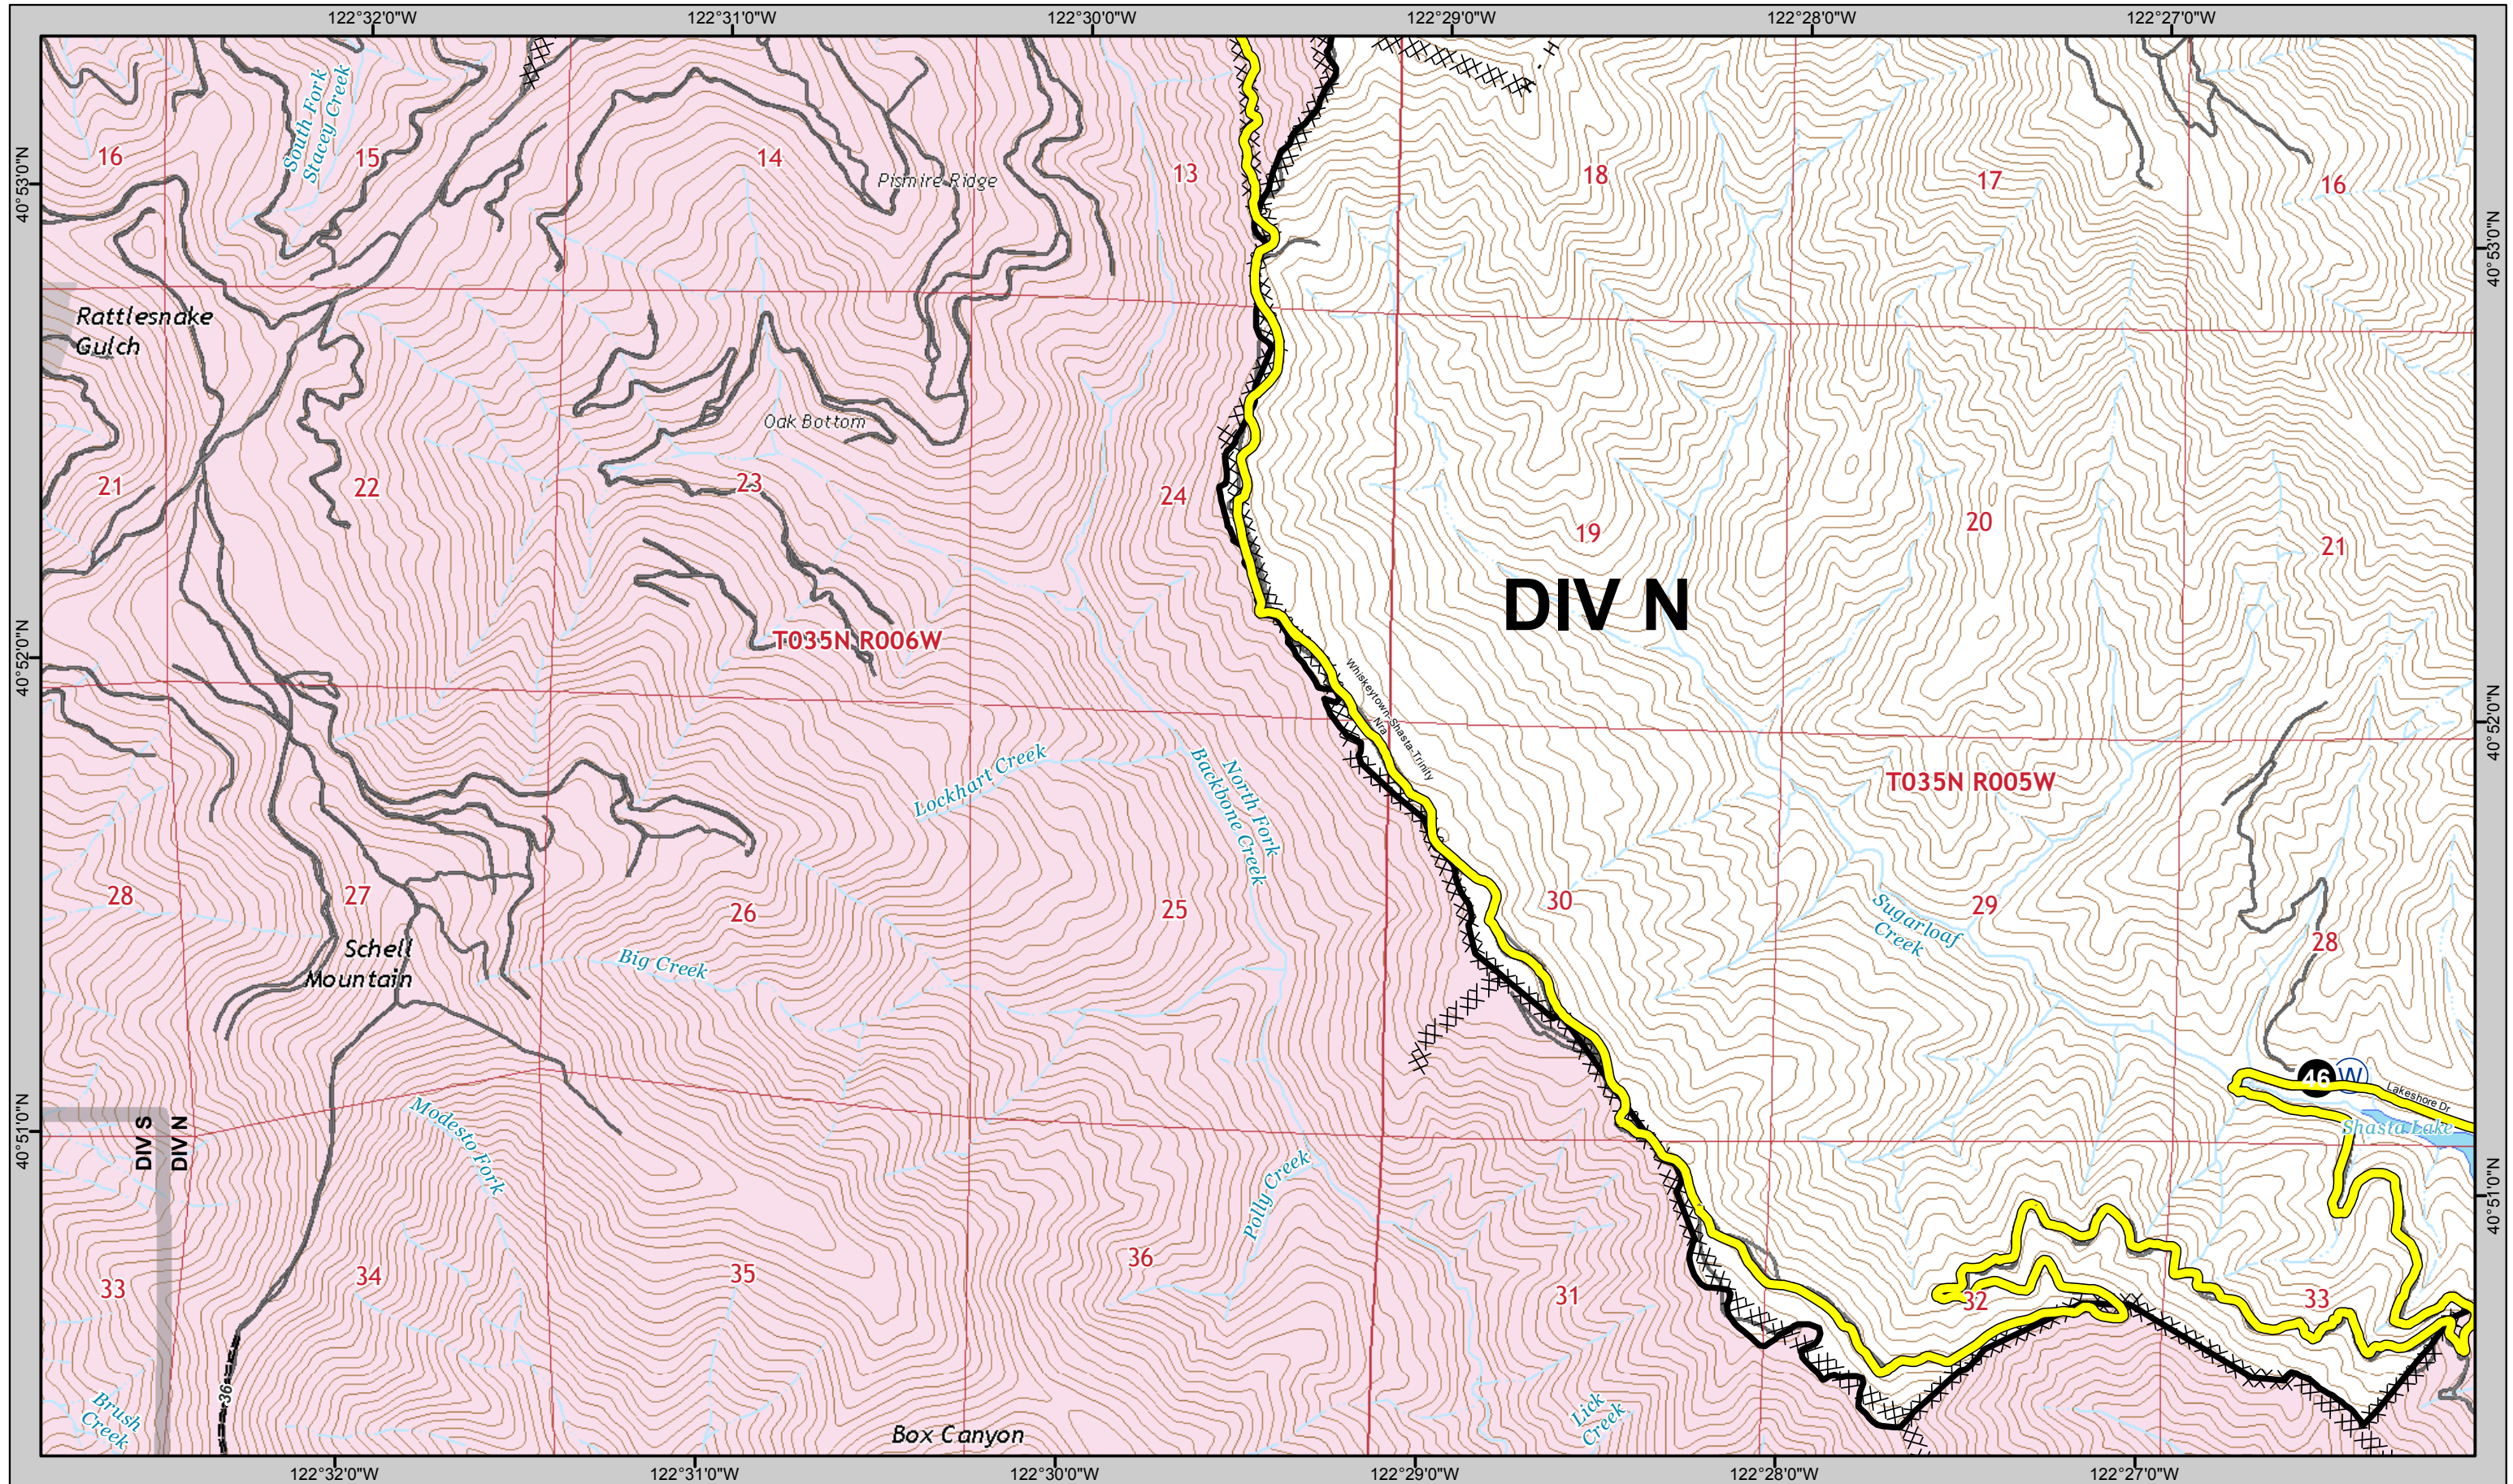 122°32'0"W
122°31'0"W
122°30'0"W
122°29'0"W
122°28'0"W
122°27'0"W
40°53'0"N
40°53'0"N
H - H
South Fork
Stacey Creek
16
15
14
Pismire Ridge
13
18
17
16
Rattlesnake
Gulch
Oak Bottom
21
22
23
24
19
20
21
DIV N
40°52'0"N
40°52'0"N
T035N R006W
Whiskeytown-Shasta-Trinity
Nra
Lockhart Creek
North Fork
Backbone Creek
T035N R005W
28
27
26
25
30
29
28
Schell
Mountain
Big Creek
Sugarloaf
Creek
46
W
Lakeshore Dr
Shasta Lake
40°51'0"N
40°51'0"N
DIV S
DIV N
Modesto Fork
Polly Creek
33
34
35
36
31
32
33
36
Brush
Creek
Box Canyon
Lick
Creek
122°32'0"W
122°31'0"W
122°30'0"W
122°29'0"W
122°28'0"W
122°27'0"W